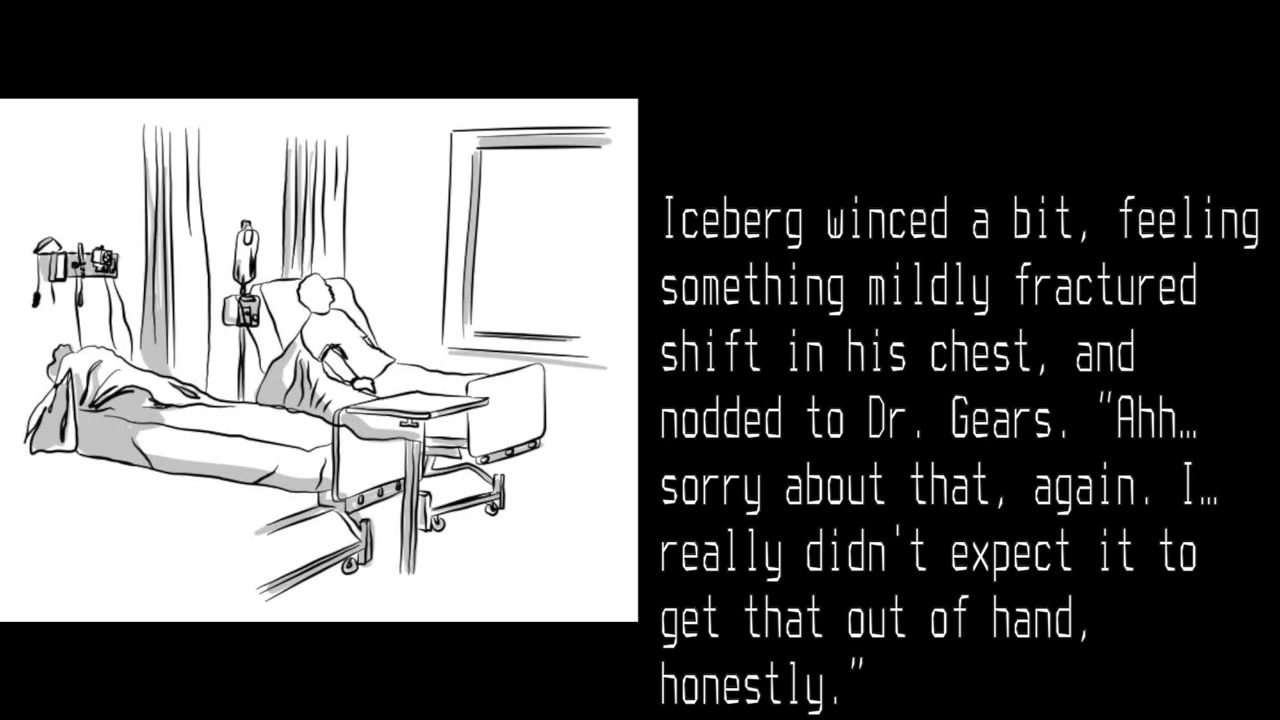 Iceberg winced a bit, feeling
something mildly fractured
shift in his chest, and
nodded to Dr. Gears. "Ahh…
sorry about that, again. I…
really didn't expect it to
get that out of hand,
honestly."